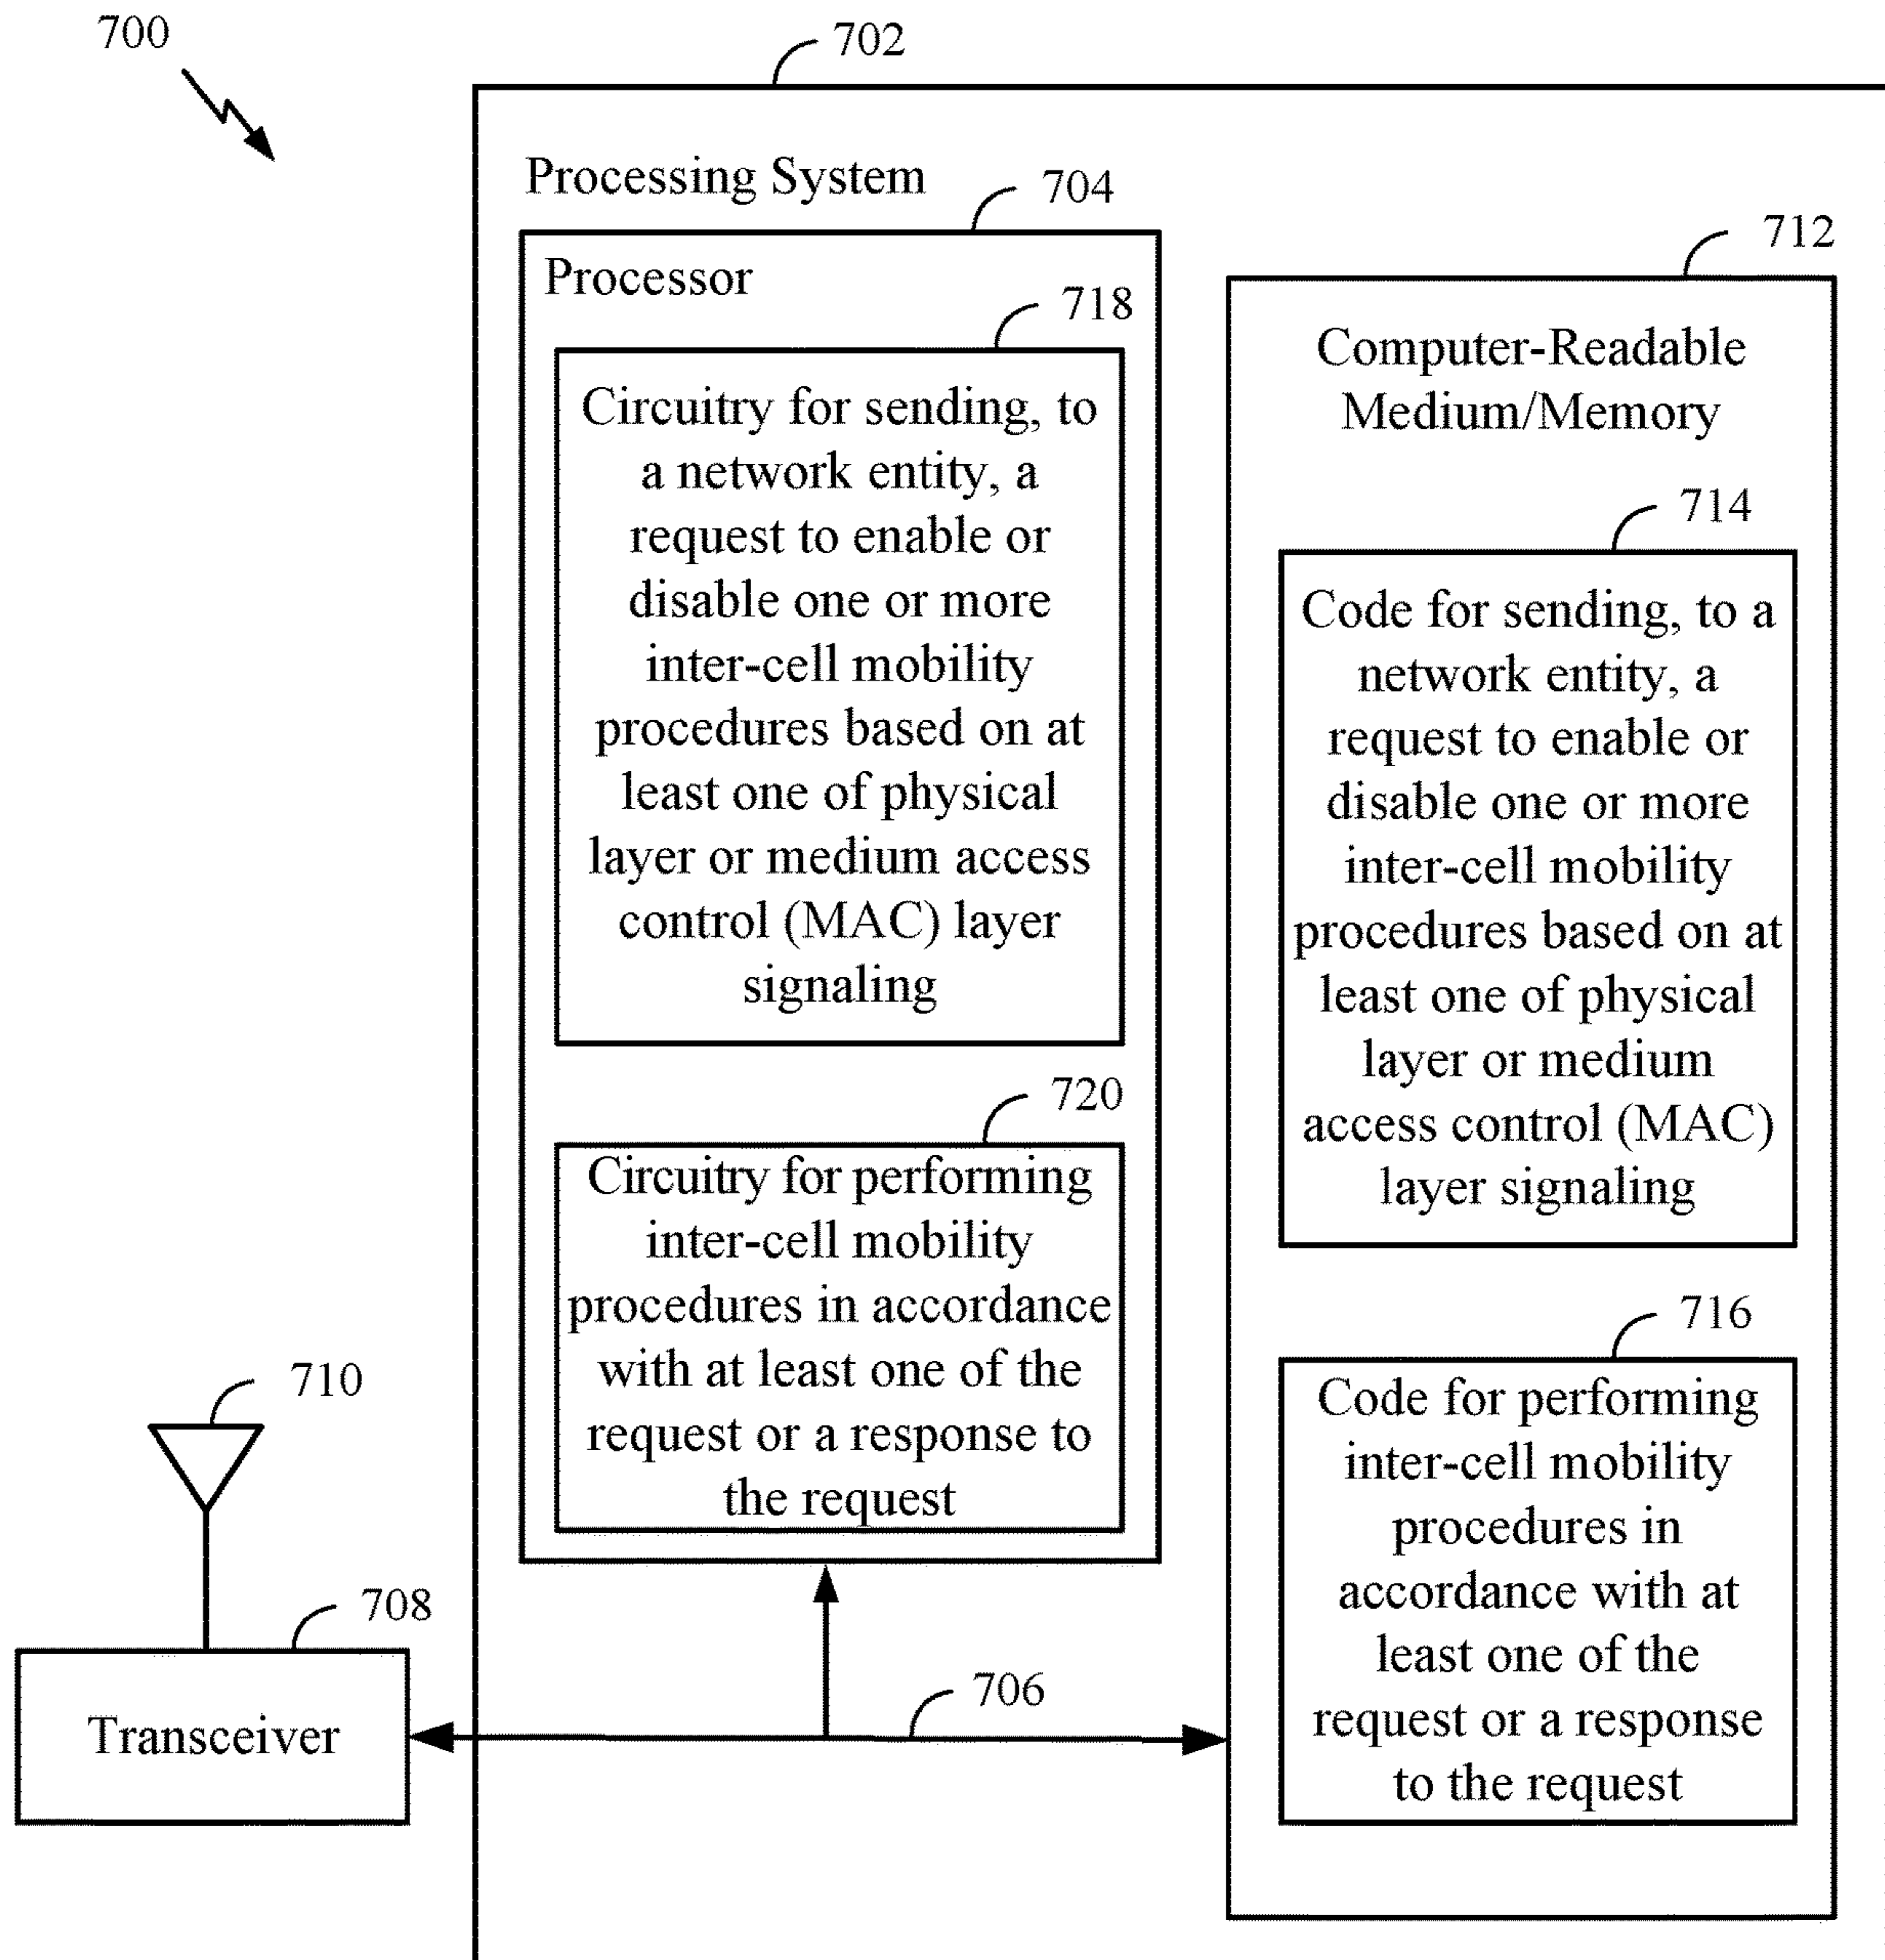 700
702
Processing System
704
Processor
718
Circuitry for sending, to
a network entity, a
request to enable or
disable one or more
inter-cell mobility
procedures based on at
least one of physical
layer or medium access
control (MAC) layer
signaling
720
Circuitry for performing
inter-cell mobility
procedures in accordance
with at least one of the
request or a response to
the request
712
Computer-Readable
Medium/Memory
714
Code for sending, to a
network entity, a
request to enable or
disable one or more
inter-cell mobility
procedures based on at
least one of physical
layer or medium
access control (MAC)
layer signaling
716
Code for performing
inter-cell mobility
procedures in
accordance with at
least one of the
request or a response
to the request
710
708
Transceiver
706